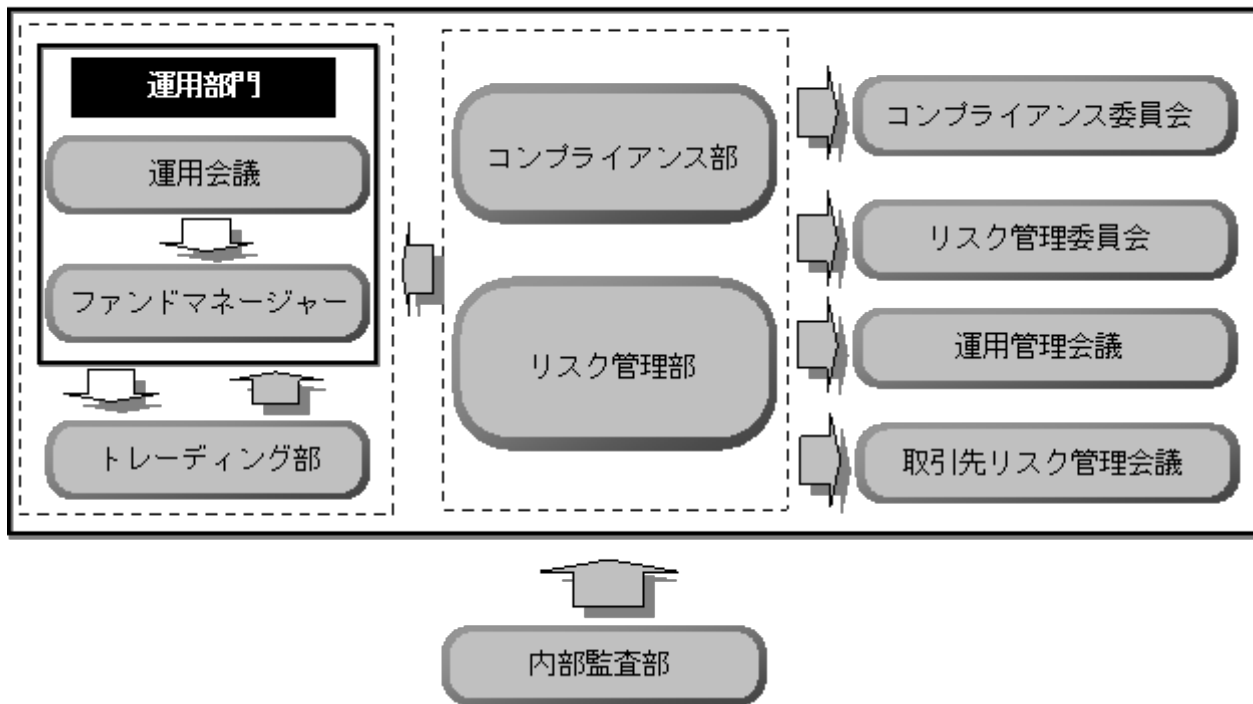 運用部門
運用会議
ファンドマネージャー
トレーディング部
コンプライアンス部
リスク管理部
コンプライアンス委員会
リスク管理委員会
運用管理会議
取引先リスク管理会議
内部監査部